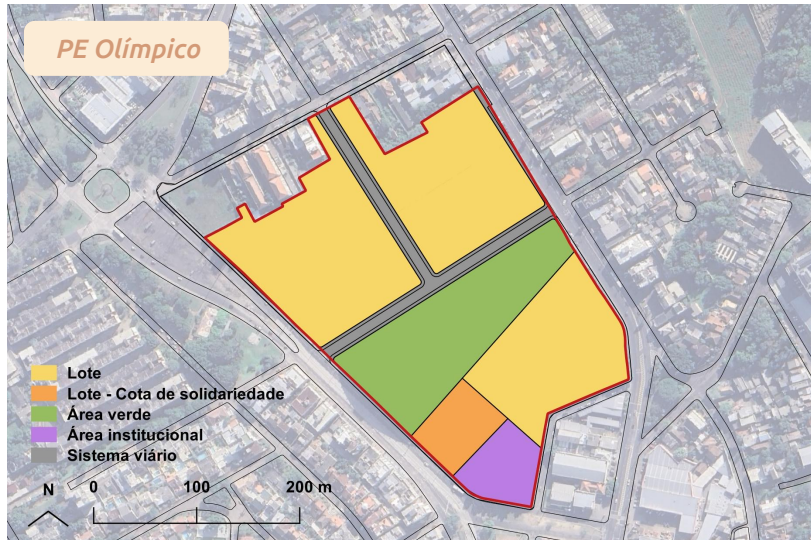 PE Olímpico
Lote
Lote - Cota de solidariedade
Área verde
Área institucional
Sistema viário
N 0 100 200 m